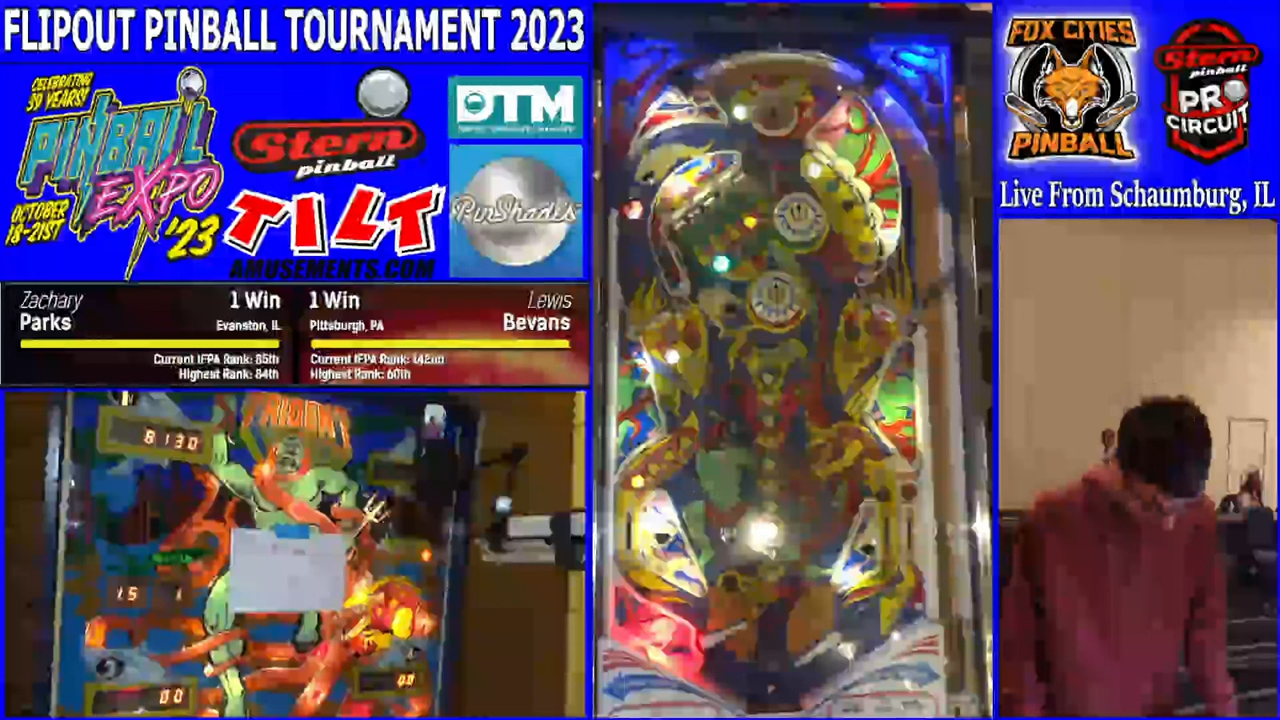 FLIPOUT PINBALL TOURNAMENT 2023
CELEBRATING
39 YEARS!
PINBALL
EXPO
OCTOBER
18-21ST
'23
Stern
pinball
TILT
AMUSEMENTS.COM
DTM
PinShades
Zachary
Parks
1 Win
Evanston, IL
Current IFPA Rank: 85th
Highest Rank: 84th
1 Win
Pittsburgh, PA
Lewis
Bevans
Current IFPA Rank: 142nd
Highest Rank: 60th
8130
15 1
00
00
FOX CITIES
PINBALL
Stern
pinball
PRO
CIRCUIT
Live From Schaumburg, IL